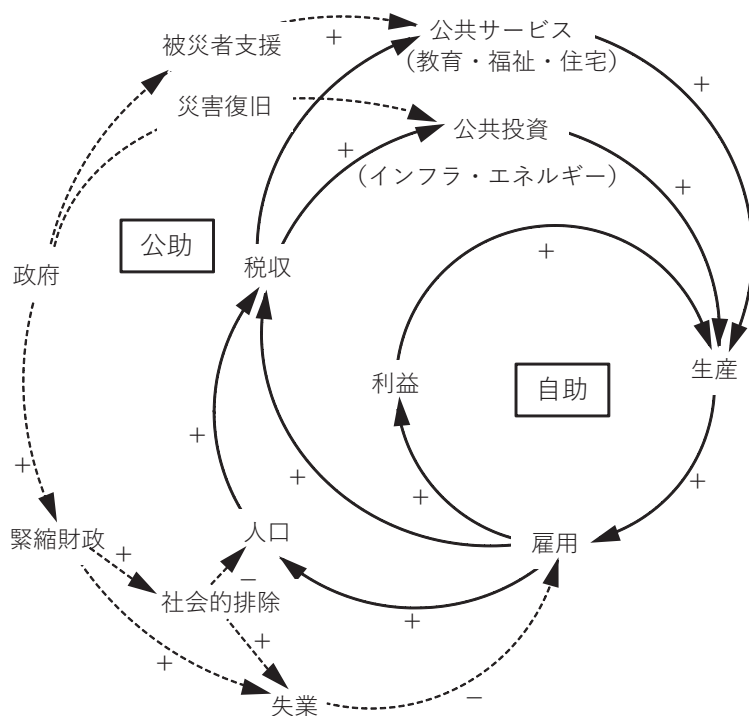 被災者支援
+
公共サービス
(教育・福祉・住宅)
+
災害復旧
公共投資
+
(インフラ・エネルギー)
+
公助
政府
税収
+
利益
自助
生産
+
+
+
+
+
緊縮財政
+
人口
雇用
−
社会的排除
+
+
+
失業
−